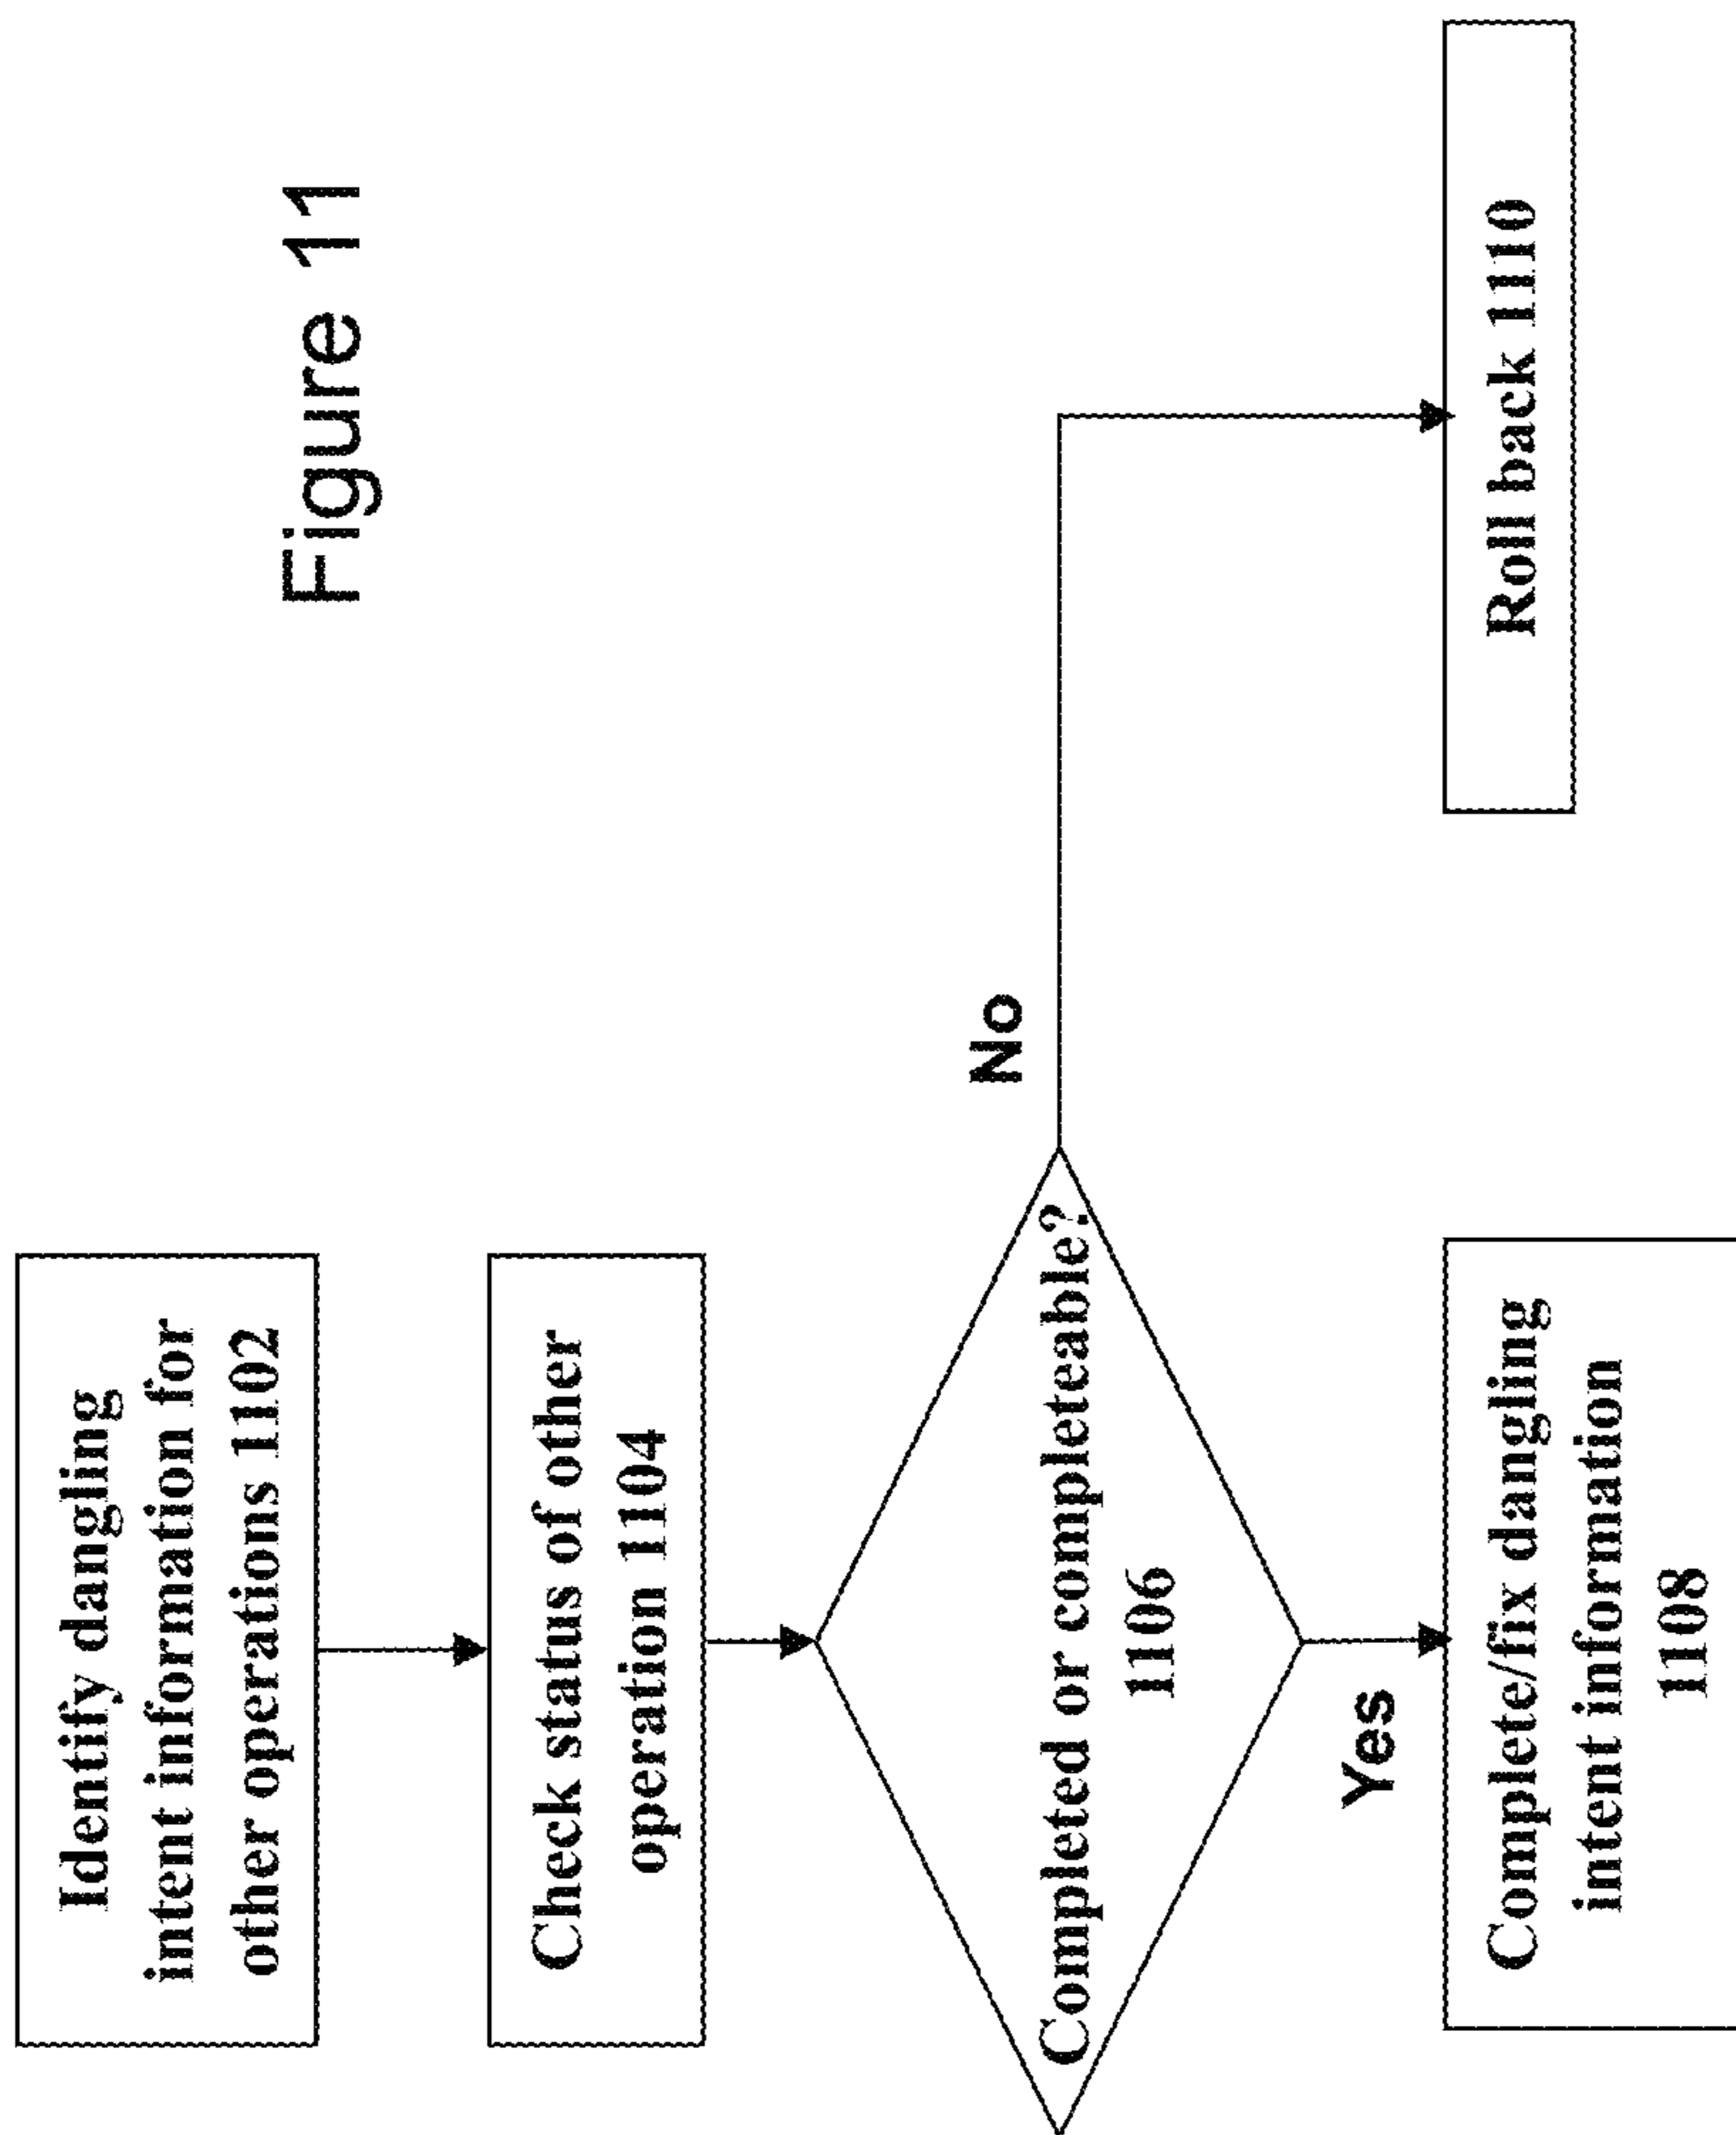 Figure 11
Identify dangling
intent information for
other operations 1102
Check status of other
operation 1104
Completed or completeable?
1106
No
Yes
Complete/fix dangling
intent information
1108
Roll back 1110